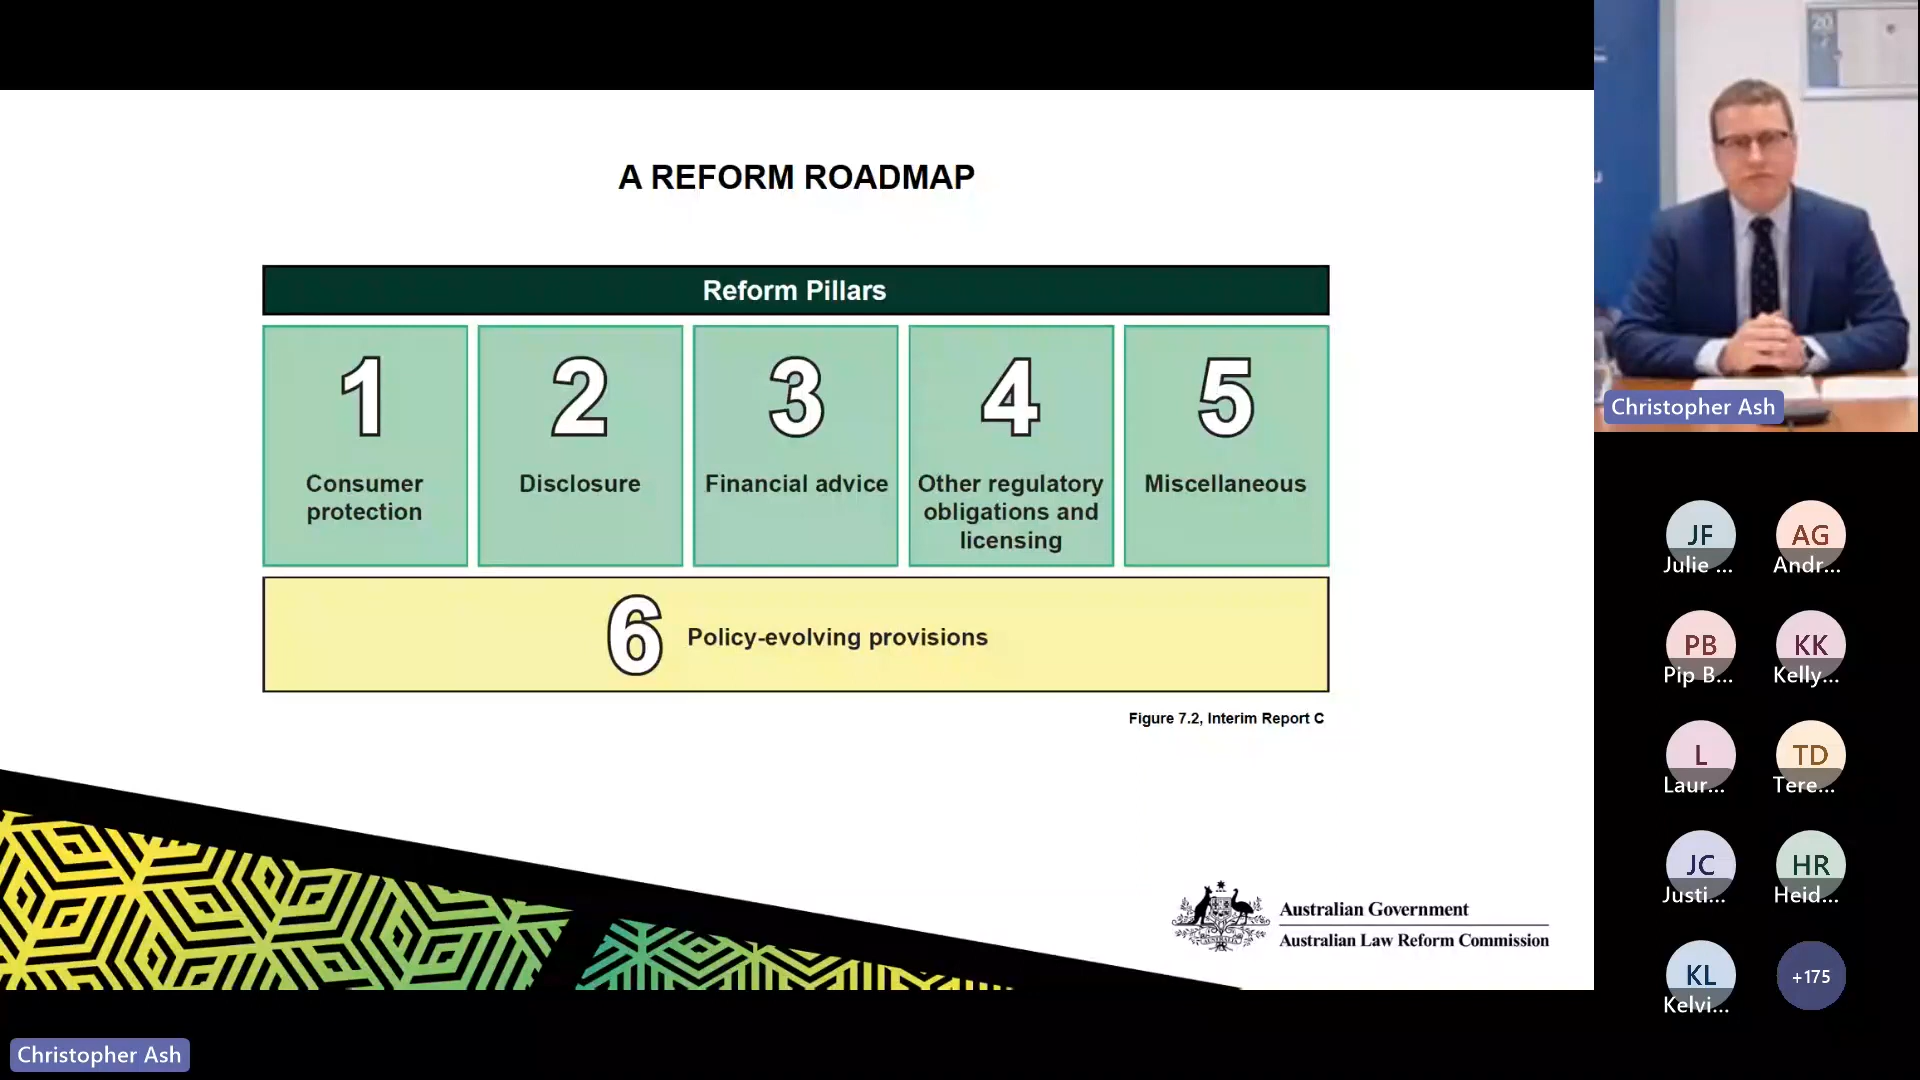 A REFORM ROADMAP
Reform Pillars
1
Consumer
protection
2
Disclosure
3
Financial advice
4
Other regulatory
obligations and
licensing
5
Miscellaneous
6 Policy-evolving provisions
Figure 7.2, Interim Report C
Australian Government
Australian Law Reform Commission
Christopher Ash
20
Christopher Ash
JF
Julie ...
AG
Andr...
PB
Pip B...
KK
Kelly...
L
Laur...
TD
Tere...
JC
Justi...
HR
Heid...
KL
Kelvi...
+175